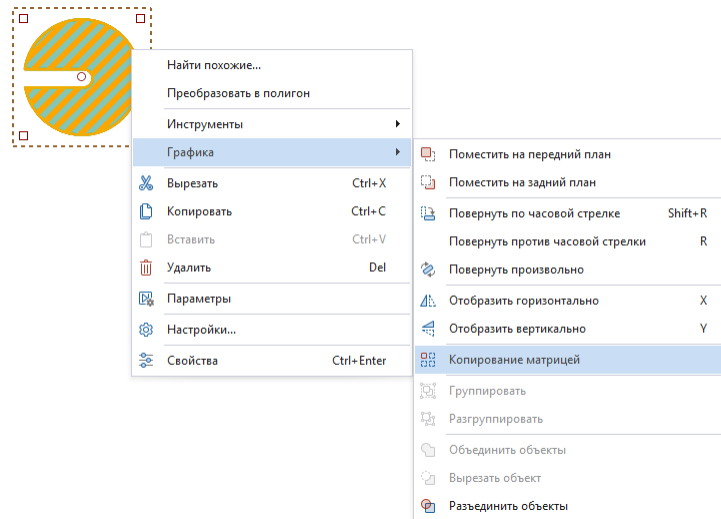 Найти похожие...
Преобразовать в полигон
Инструменты
Графика
Вырезать Ctrl+X
Копировать Ctrl+C
Вставить Ctrl+V
Удалить Del
Параметры
Настройки...
Свойства Ctrl+Enter
Поместить на передний план
Поместить на задний план
Повернуть по часовой стрелке Shift+R
Повернуть против часовой стрелки R
Повернуть произвольно
Отобразить горизонтально X
Отобразить вертикально Y
Копирование матрицей
Группировать
Разгруппировать
Объединить объекты
Вырезать объект
Разъединить объекты